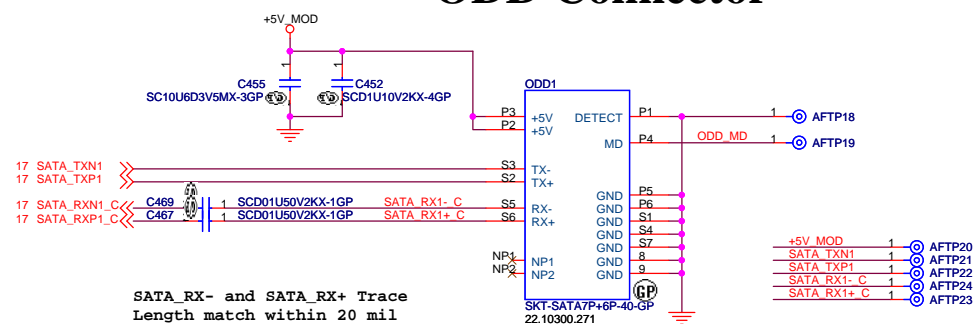 ODD Connector
+5V_MOD
1
1
C455
SC10U6D3V5MX-3GP
C452
SCD1U10V2KX-4GP
ODD1
P3 +5V
P2 +5V
DETECT P1
1 AFTP18
MD P4 ODD_MD
1 AFTP19
17 SATA_TXN1
17 SATA_TXP1
S3 TX-
S2 TX+
17 SATA_RXN1_C
17 SATA_RXP1_C
C469 1 SCD01U50V2KX-1GP SATA_RX1-_C S5 RX-
C467 1 SCD01U50V2KX-1GP SATA_RX1+_C S6 RX+
GND P5
GND P6
GND S1
GND S4
GND S7
GND 8
GND 9
NP1 NP1
NP2 NP2
GP
SKT-SATA7P+6P-40-GP
22.10300.271
+5V_MOD 1 AFTP20
SATA_TXN1 1 AFTP21
SATA_TXP1 1 AFTP22
SATA_RX1-_C 1 AFTP24
SATA_RX1+_C 1 AFTP23
SATA_RX- and SATA_RX+ Trace
Length match within 20 mil